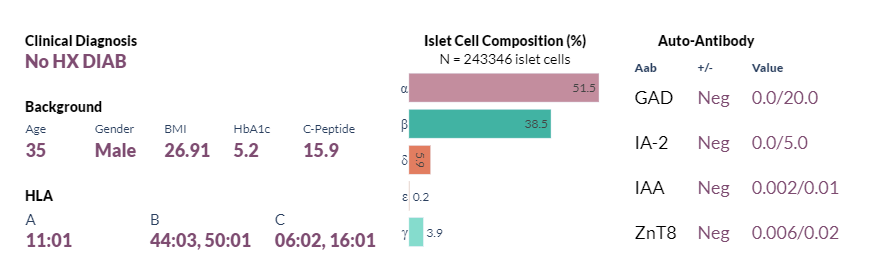 Clinical Diagnosis
No HX DIAB
Background
Age Gender BMI HbA1c C-Peptide
35 Male 26.91 5.2 15.9
HLA
A B C
11:01 44:03, 50:01 06:02, 16:01
Islet Cell Composition (%)
N = 243346 islet cells
α 51.5
β 38.5
δ 5.9
ε 0.2
γ 3.9
Auto-Antibody
Aab +/- Value
GAD Neg 0.0/20.0
IA-2 Neg 0.0/5.0
IAA Neg 0.002/0.01
ZnT8 Neg 0.006/0.02